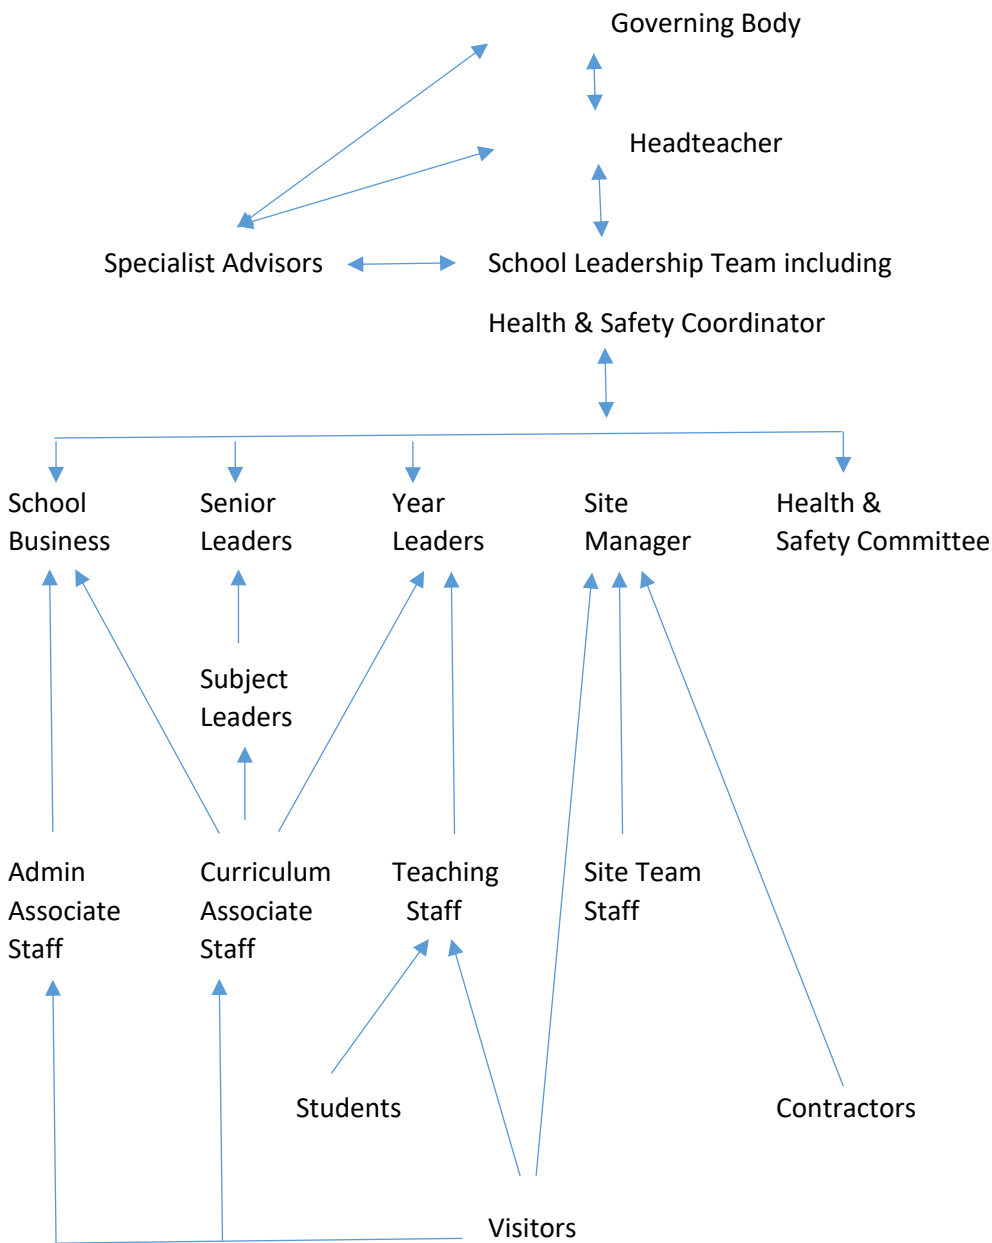 Governing Body
Headteacher
Specialist Advisors
School Leadership Team including
Health & Safety Coordinator
School
Business
Senior
Leaders
Year
Leaders
Site
Manager
Health &
Safety Committee
Subject
Leaders
Admin
Associate
Staff
Curriculum
Associate
Staff
Teaching
Staff
Site Team
Staff
Students
Contractors
Visitors